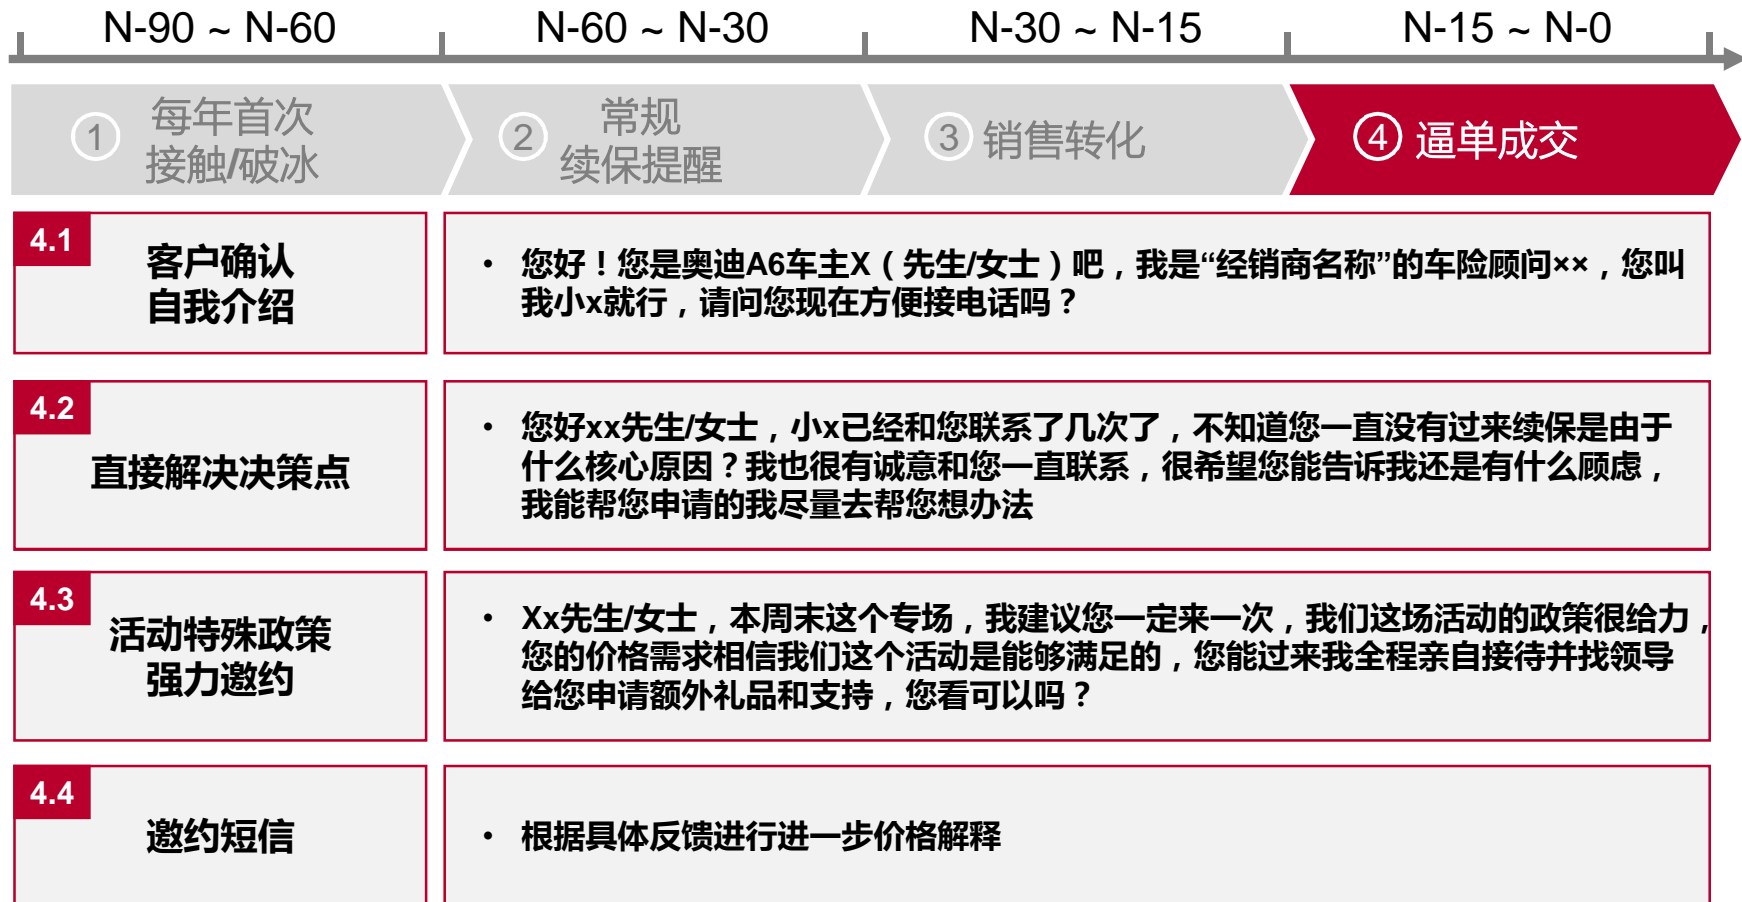 N-90 ~ N-60
N-60 ~ N-30
N-30 ~ N-15
N-15 ~ N-0
① 每年首次
接触/破冰
② 常规
续保提醒
③ 销售转化
④ 逼单成交
4.1
客户确认
自我介绍
• 您好！您是奥迪A6车主X（先生/女士）吧，我是“经销商名称”的车险顾问××，您叫
我小x就行，请问您现在方便接电话吗？
4.2
直接解决决策点
• 您好xx先生/女士，小x已经和您联系了几次了，不知道您一直没有过来续保是由于
什么核心原因？我也很有诚意和您一直联系，很希望您能告诉我还是有什么顾虑，
我能帮您申请的我尽量去帮您想办法
4.3
活动特殊政策
强力邀约
• Xx先生/女士，本周末这个专场，我建议您一定来一次，我们这场活动的政策很给力，
您的价格需求相信我们这个活动是能够满足的，您能过来我全程亲自接待并找领导
给您申请额外礼品和支持，您看可以吗？
4.4
邀约短信
• 根据具体反馈进行进一步价格解释